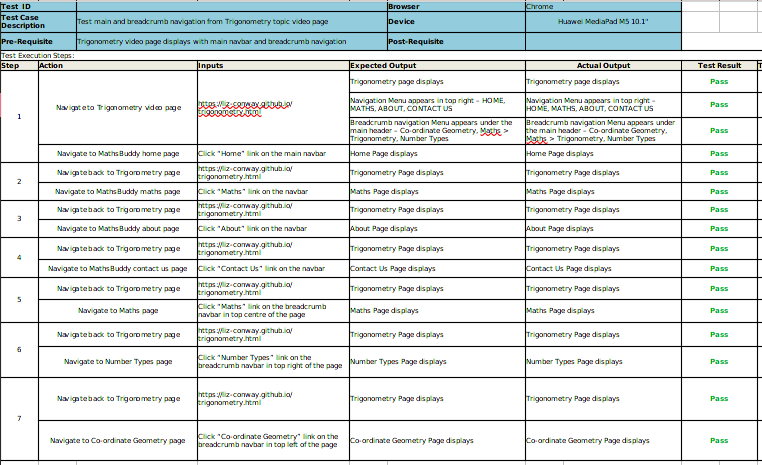 Test ID Browser Chrome
Test Case Description Test main and breadcrumb navigation from Trigonometry topic video page Device Huawei MediaPad M5 10.1"
Pre-Requisite Trigonometry video page displays with main navbar and breadcrumb navigation Post-Requisite
Test Execution Steps:
Step Action Inputs Expected Output Actual Output Test Result
1 Navigate to Trigonometry video page https://liz-conway.github.io/trigonometry.html Trigonometry page displays Trigonometry page displays Pass
Navigation Menu appears in top right – HOME, MATHS, ABOUT, CONTACT US Navigation Menu appears in top right – HOME, MATHS, ABOUT, CONTACT US Pass
Breadcrumb navigation Menu appears under the main header – Co-ordinate Geometry, Maths > Trigonometry, Number Types Breadcrumb navigation Menu appears under the main header – Co-ordinate Geometry, Maths > Trigonometry, Number Types Pass
Navigate to MathsBuddy home page Click “Home” link on the main navbar Home Page displays Home Page displays Pass
2 Navigate back to Trigonometry page https://liz-conway.github.io/trigonometry.html Trigonometry Page displays Trigonometry Page displays Pass
Navigate to MathsBuddy maths page Click “Maths” link on the navbar Maths Page displays Maths Page displays Pass
3 Navigate back to Trigonometry page https://liz-conway.github.io/trigonometry.html Trigonometry Page displays Trigonometry Page displays Pass
Navigate to MathsBuddy about page Click “About” link on the navbar About Page displays About Page displays Pass
4 Navigate back to Trigonometry page https://liz-conway.github.io/trigonometry.html Trigonometry Page displays Trigonometry Page displays Pass
Navigate to MathsBuddy contact us page Click “Contact Us” link on the navbar Contact Us Page displays Contact Us Page displays Pass
5 Navigate back to Trigonometry page https://liz-conway.github.io/trigonometry.html Trigonometry Page displays Trigonometry Page displays Pass
Navigate to Maths page Click “Maths” link on the breadcrumb navbar in top centre of the page Maths Page displays Maths Page displays Pass
6 Navigate back to Trigonometry page https://liz-conway.github.io/trigonometry.html Trigonometry Page displays Trigonometry Page displays Pass
Navigate to Number Types page Click “Number Types” link on the breadcrumb navbar in top right of the page Number Types Page displays Number Types Page displays Pass
7 Navigate back to Trigonometry page https://liz-conway.github.io/trigonometry.html Trigonometry Page displays Trigonometry Page displays Pass
Navigate to Co-ordinate Geometry page Click “Co-ordinate Geometry” link on the breadcrumb navbar in top left of the page Co-ordinate Geometry Page displays Co-ordinate Geometry Page displays Pass